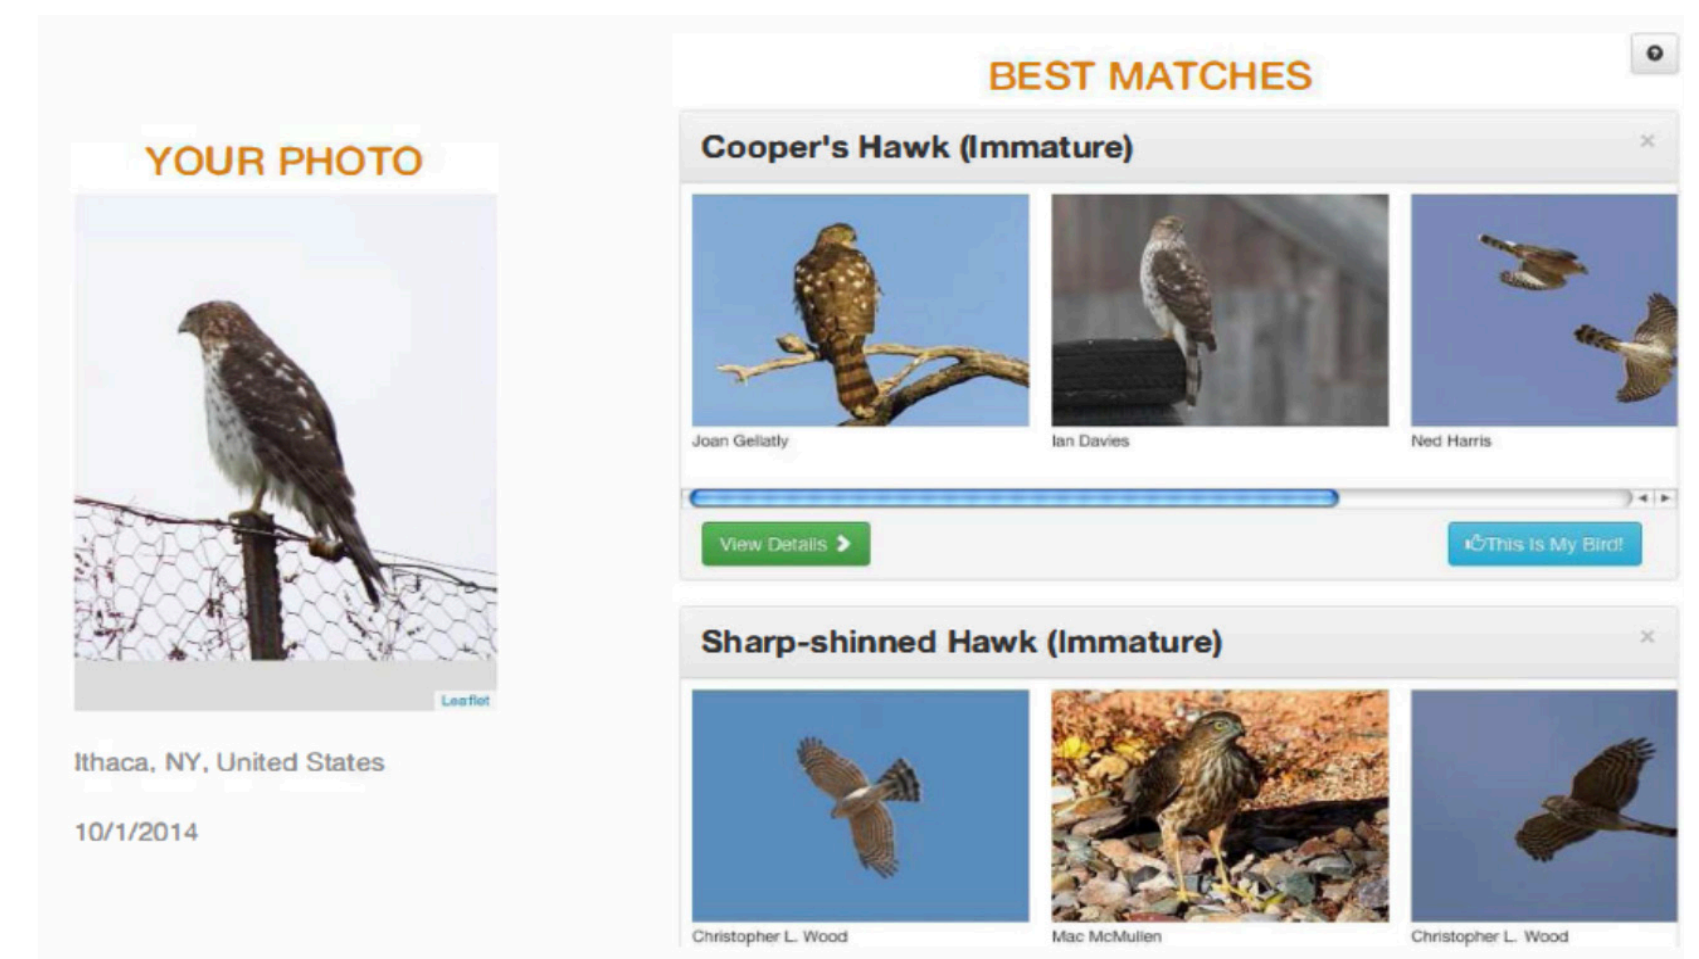 YOUR PHOTO
Leaflet
Ithaca, NY, United States
10/1/2014
BEST MATCHES
Cooper's Hawk (Immature)
Joan Gellatly
Ian Davies
Ned Harris
View Details
This Is My Bird!
Sharp-shinned Hawk (Immature)
Christopher L. Wood
Mac McMullen
Christopher L. Wood